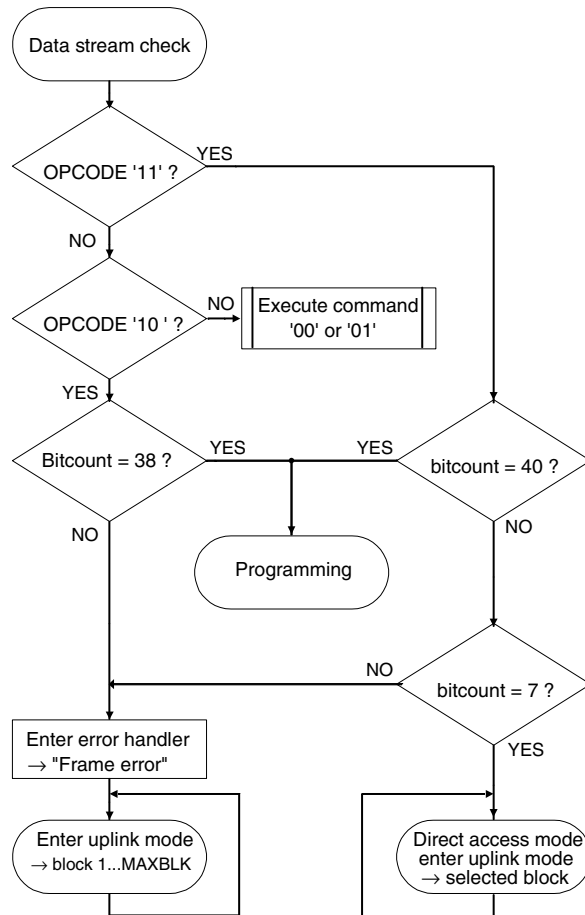 Data stream check
YES
OPCODE '11' ?
NO
NO
Execute command
'00' or '01'
OPCODE '10 ' ?
YES
YES
YES
Bitcount = 38 ?
bitcount = 40 ?
NO
NO
Programming
NO
bitcount = 7 ?
Enter error handler
→ "Frame error"
YES
Enter uplink mode
→ block 1...MAXBLK
Direct access mode
enter uplink mode
→ selected block